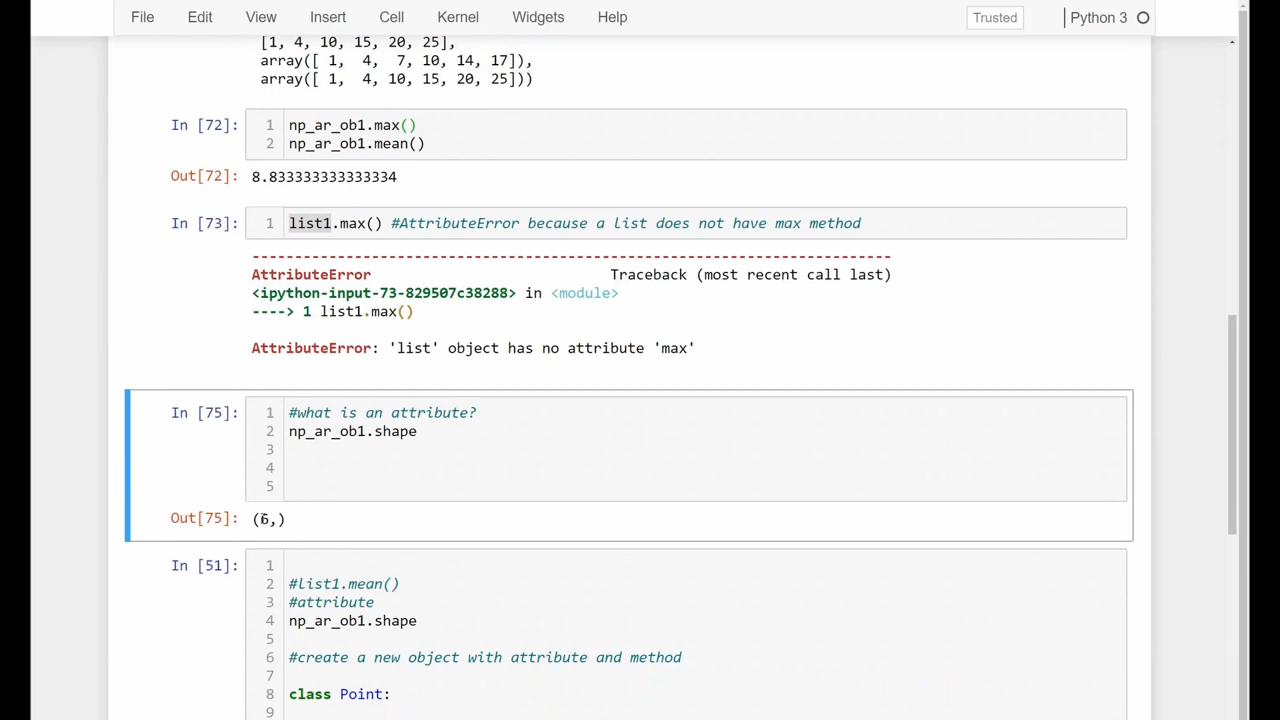 File Edit View Insert Cell Kernel Widgets Help Trusted Python 3
[1, 4, 10, 15, 20, 25],
array([ 1, 4, 7, 10, 14, 17]),
array([ 1, 4, 10, 15, 20, 25]))
In [72]: 1 np_ar_ob1.max()
2 np_ar_ob1.mean()
Out[72]: 8.833333333333334
In [73]: 1 list1.max() #AttributeError because a list does not have max method
---------------------------------------------------------------------------
AttributeError Traceback (most recent call last)
<ipython-input-73-829507c38288> in <module>
----> 1 list1.max()
AttributeError: 'list' object has no attribute 'max'
In [75]: 1 #what is an attribute?
2 np_ar_ob1.shape
3
4
5
Out[75]: (6,)
In [51]: 1
2 #list1.mean()
3 #attribute
4 np_ar_ob1.shape
5
6 #create a new object with attribute and method
7
8 class Point:
9